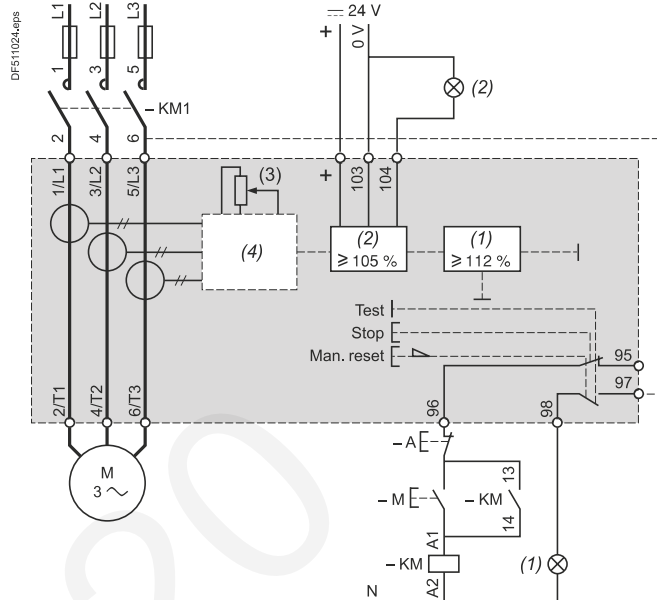 DF511024.eps
L1
L2
L3
24 V
+
0 V
1
3
5
(2)
– KM1
2
4
6
1/L1
3/L2
5/L3
(3)
+
103
104
(4)
(2)
⩾ 105 %
(1)
⩾ 112 %
Test
Stop
Man. reset
95
97
2/T1
4/T2
6/T3
96
98
– A
M
3
– M
– KM
13
14
A1
– KM
A2
(1)
N
20